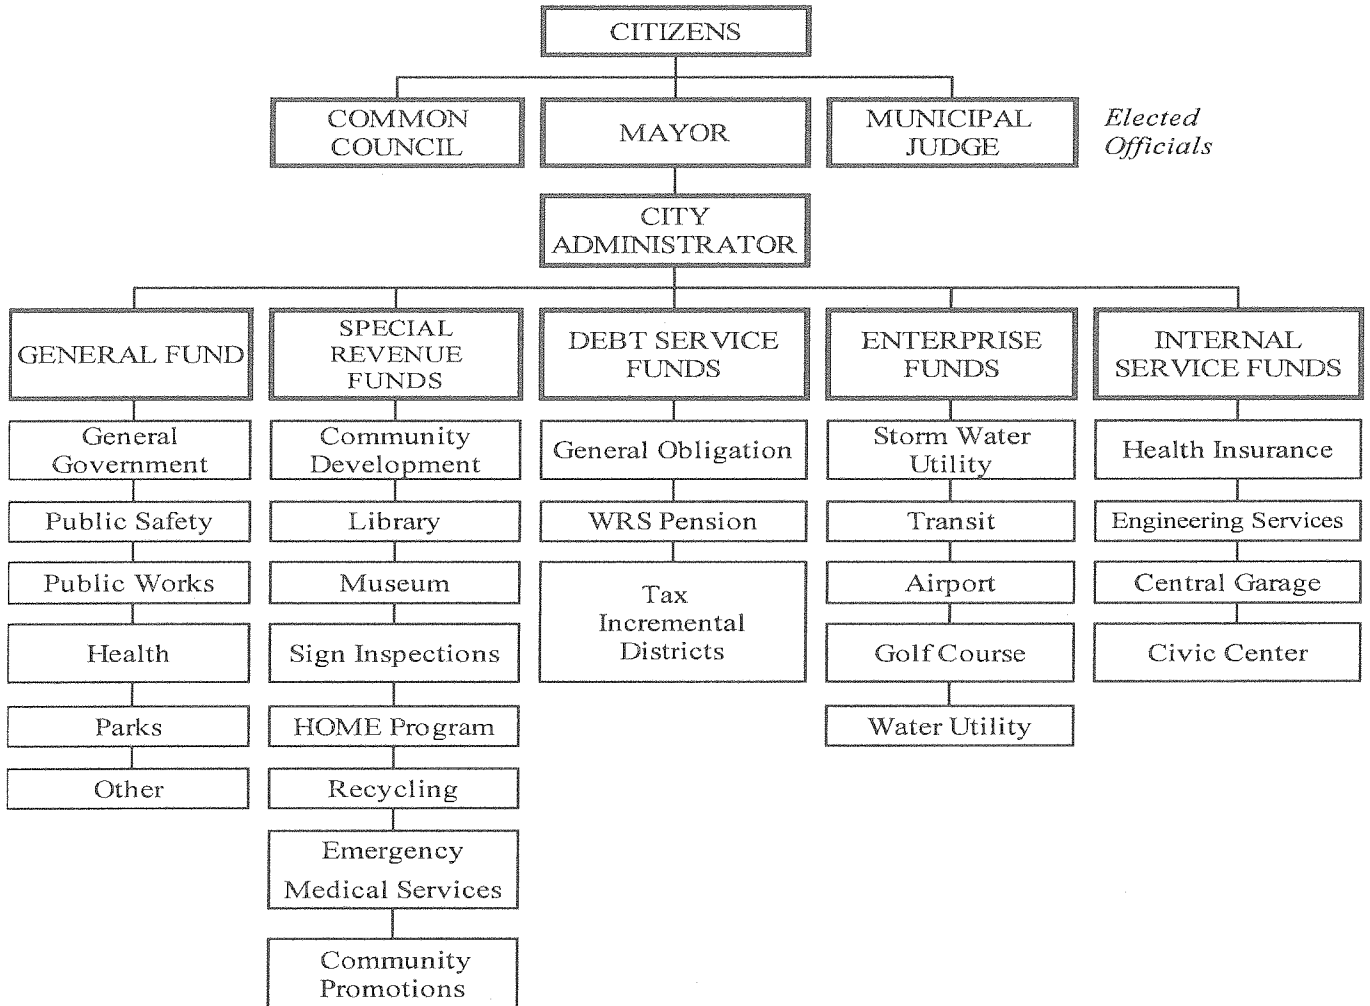 CITIZENS
COMMON
COUNCIL
MAYOR
MUNICIPAL
JUDGE
Elected
Officials
CITY
ADMINISTRATOR
GENERAL FUND
SPECIAL
REVENUE
FUNDS
DEBT SERVICE
FUNDS
ENTERPRISE
FUNDS
INTERNAL
SERVICE FUNDS
General
Government
Public Safety
Public Works
Health
Parks
Other
Community
Development
Library
Museum
Sign Inspections
HOME Program
Recycling
Emergency
Medical Services
Community
Promotions
General Obligation
WRS Pension
Tax
Incremental
Districts
Storm Water
Utility
Transit
Airport
Golf Course
Water Utility
Health Insurance
Engineering Services
Central Garage
Civic Center